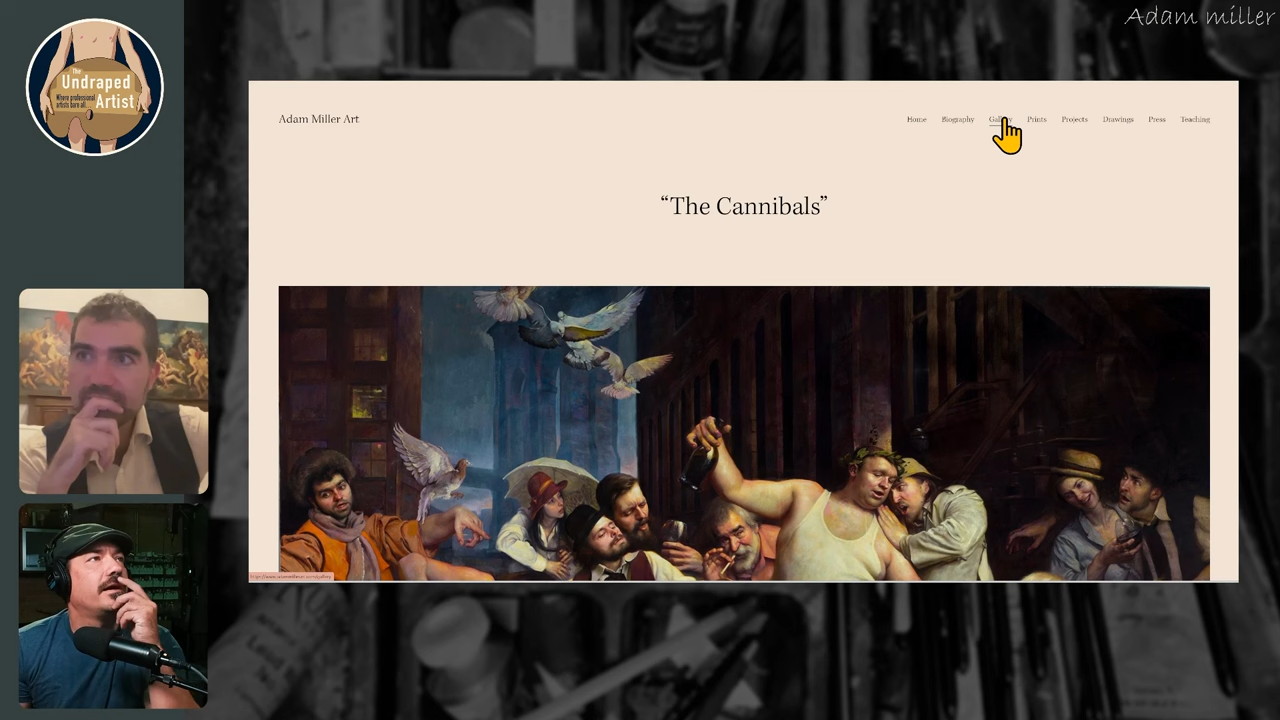 Adam miller
The
Undraped
Where professional
artists bare all.
Artist
Adam Miller Art
Home Biography Gallery Prints Projects Drawings Press Teaching
“The Cannibals”